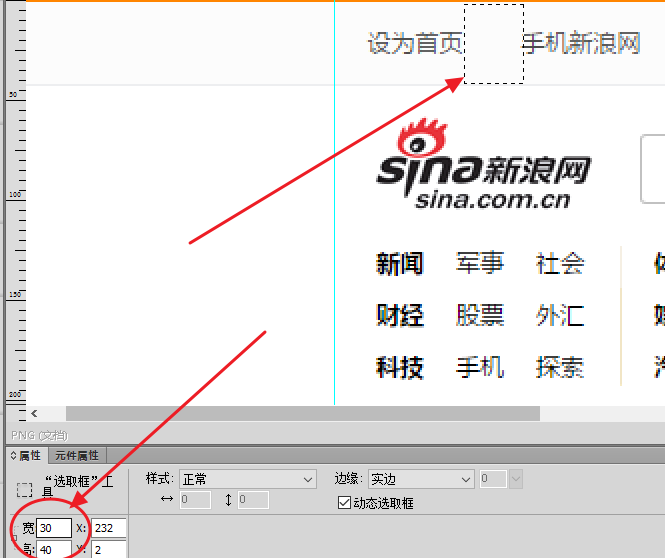 设为首页 手机新浪网
50
sina新浪网
100
sina.com.cn
新闻 军事 社会
150
财经 股票 外汇
科技 手机 探索
200
PNG (文档)
属性 元件属性
“选取框”工具
样式: 正常 边缘: 实边 0
0 0 动态选取框
宽 30 X: 232
高: 40 Y: 2